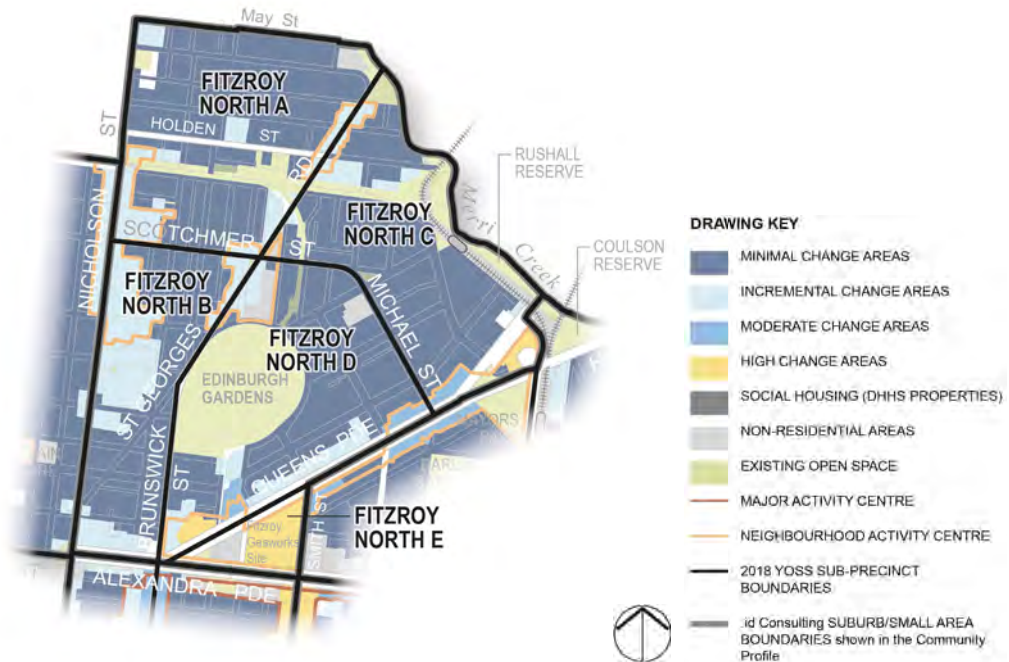 May St
FITZROY
NORTH A
HOLDEN ST
ST
RD
RUSHALL
RESERVE
Merri Creek
FITZROY
NORTH C
COULSON
RESERVE
SCOTCHMER ST
NICHOLSON
FITZROY
NORTH B
MICHAEL ST
ST GEORGES
FITZROY
NORTH D
EDINBURGH
GARDENS
BRUNSWICK
ST
QUEENS PDE
SMITH ST
FITZROY
NORTH E
Fitzroy
Gasworks
Site
ALEXANDRA PDE
DRAWING KEY
MINIMAL CHANGE AREAS
INCREMENTAL CHANGE AREAS
MODERATE CHANGE AREAS
HIGH CHANGE AREAS
SOCIAL HOUSING (DHHS PROPERTIES)
NON-RESIDENTIAL AREAS
EXISTING OPEN SPACE
MAJOR ACTIVITY CENTRE
NEIGHBOURHOOD ACTIVITY CENTRE
2018 YOSS SUB-PRECINCT
BOUNDARIES
.id Consulting SUBURB/SMALL AREA
BOUNDARIES shown in the Community
Profile